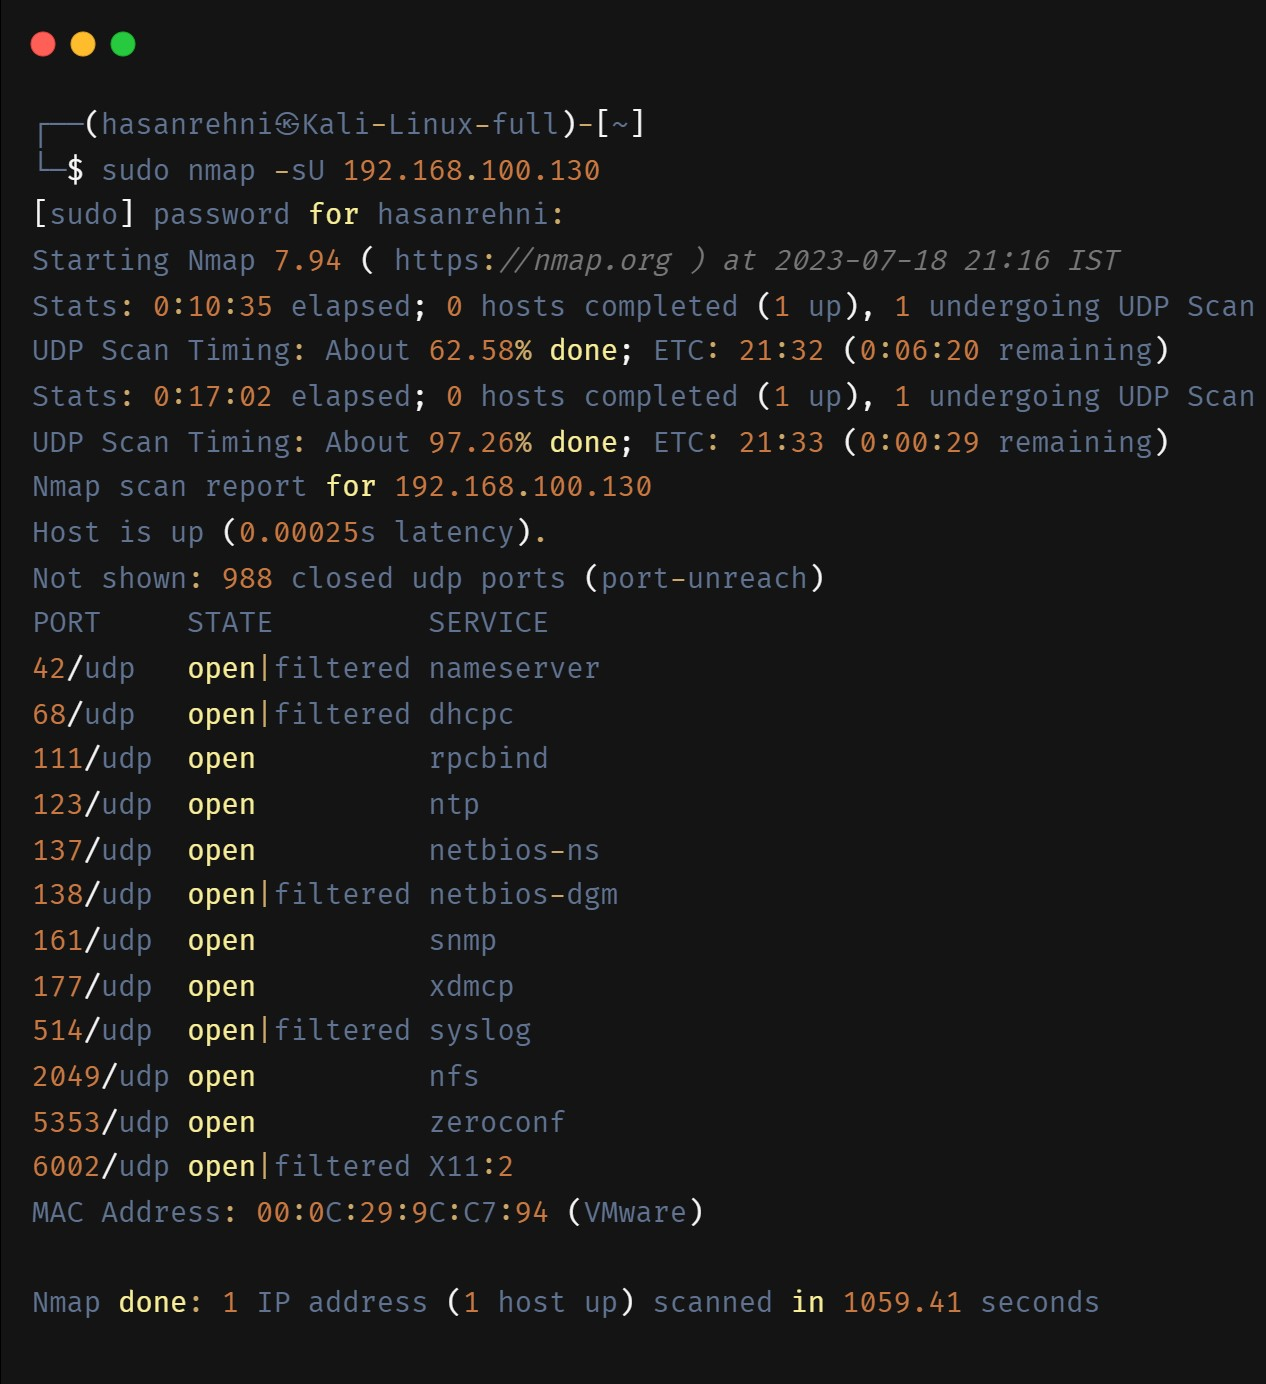 ┌──(hasanrehni㉿Kali-Linux-full)-[~]
└─$ sudo nmap -sU 192.168.100.130
[sudo] password for hasanrehni:
Starting Nmap 7.94 ( https://nmap.org ) at 2023-07-18 21:16 IST
Stats: 0:10:35 elapsed; 0 hosts completed (1 up), 1 undergoing UDP Scan
UDP Scan Timing: About 62.58% done; ETC: 21:32 (0:06:20 remaining)
Stats: 0:17:02 elapsed; 0 hosts completed (1 up), 1 undergoing UDP Scan
UDP Scan Timing: About 97.26% done; ETC: 21:33 (0:00:29 remaining)
Nmap scan report for 192.168.100.130
Host is up (0.00025s latency).
Not shown: 988 closed udp ports (port-unreach)
PORT     STATE         SERVICE
42/udp   open|filtered nameserver
68/udp   open|filtered dhcpc
111/udp  open          rpcbind
123/udp  open          ntp
137/udp  open          netbios-ns
138/udp  open|filtered netbios-dgm
161/udp  open          snmp
177/udp  open          xdmcp
514/udp  open|filtered syslog
2049/udp open          nfs
5353/udp open          zeroconf
6002/udp open|filtered X11:2
MAC Address: 00:0C:29:9C:C7:94 (VMware)
Nmap done: 1 IP address (1 host up) scanned in 1059.41 seconds